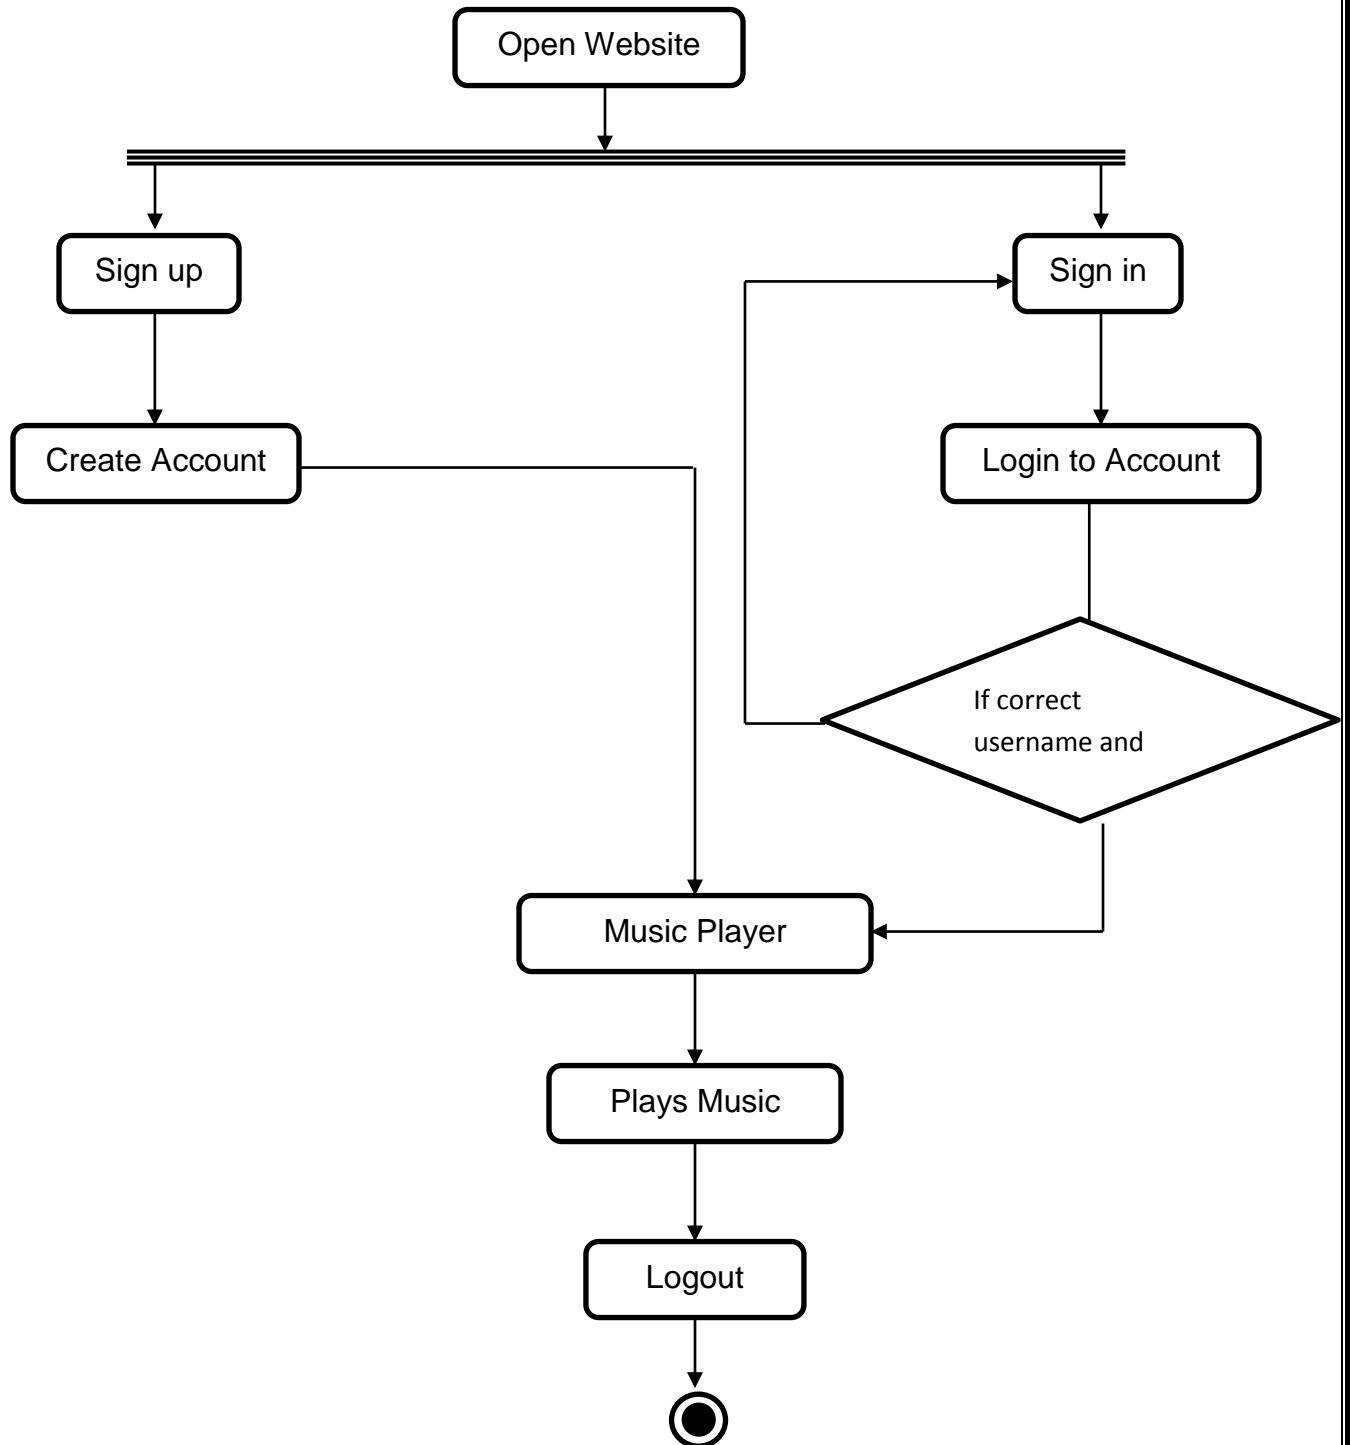 Open Website
Sign up
Sign in
Create Account
Login to Account
If correct
username and
Music Player
Plays Music
Logout